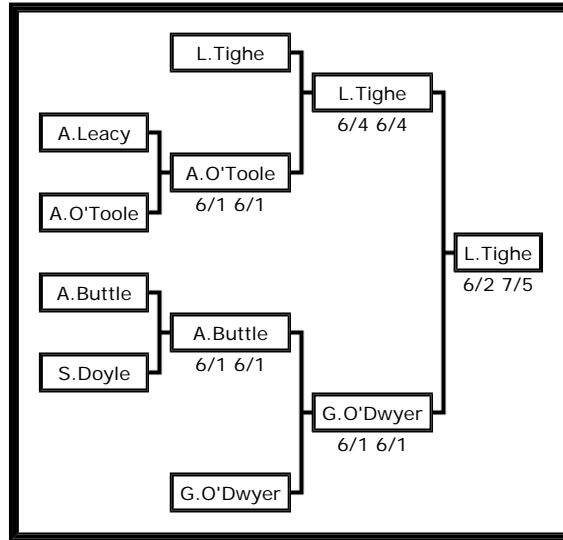 L.Tighe
L.Tighe
6/4 6/4
A.Leacy
A.O'Toole
6/1 6/1
A.O'Toole
L.Tighe
6/2 7/5
A.Buttle
A.Buttle
6/1 6/1
S.Doyle
G.O'Dwyer
6/1 6/1
G.O'Dwyer